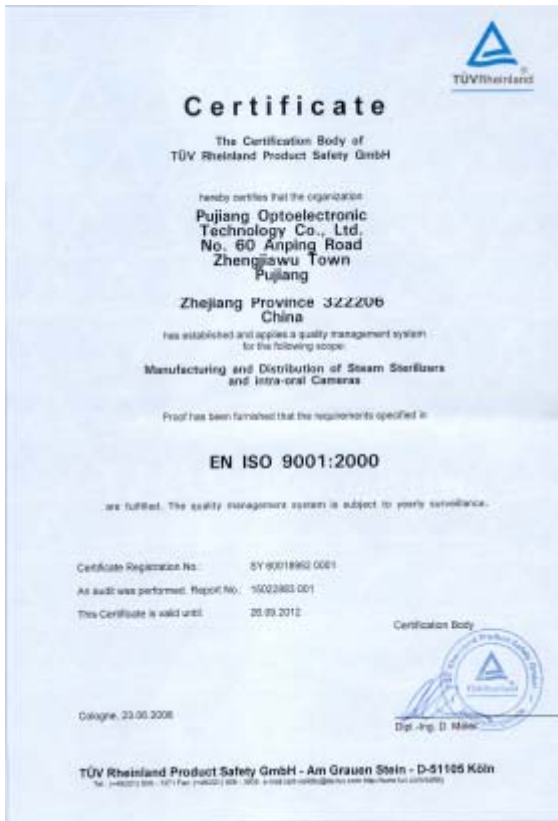 TÜVRheinland
Certificate
The Certification Body of
TÜV Rheinland Product Safety GmbH
hereby certifies that the organization
Pujiang Optoelectronic
Technology Co., Ltd.
No. 60 Anping Road
Zhengjiawu Town
Pujiang
Zhejiang Province 322206
China
has established and applies a quality management system
for the following scope:
Manufacturing and Distribution of Steam Sterilizers
and Intra-oral Cameras
Proof has been furnished that the requirements specified in
EN ISO 9001:2000
are fulfilled. The quality management system is subject to yearly surveillance.
Certificate Registration No.:
An audit was performed. Report No.:
This Certificate is valid until:
Certification Body
TÜVRheinland
Cologne,
Dipl.-Ing. D.
TÜV Rheinland Product Safety GmbH - Am Grauen Stein - D-51105 Köln